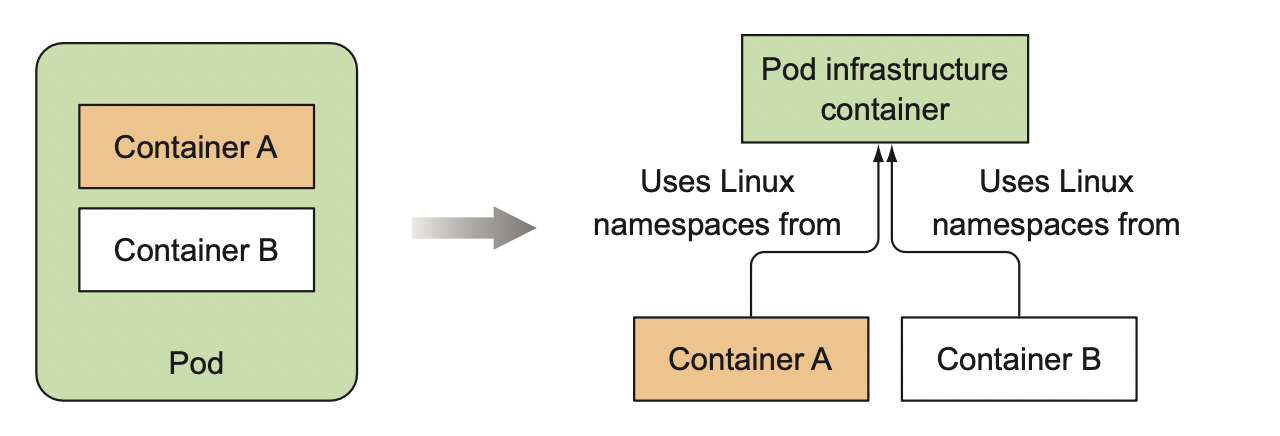 Container A
Container B
Pod
Pod infrastructure
container
Uses Linux
namespaces from
Uses Linux
namespaces from
Container A
Container B